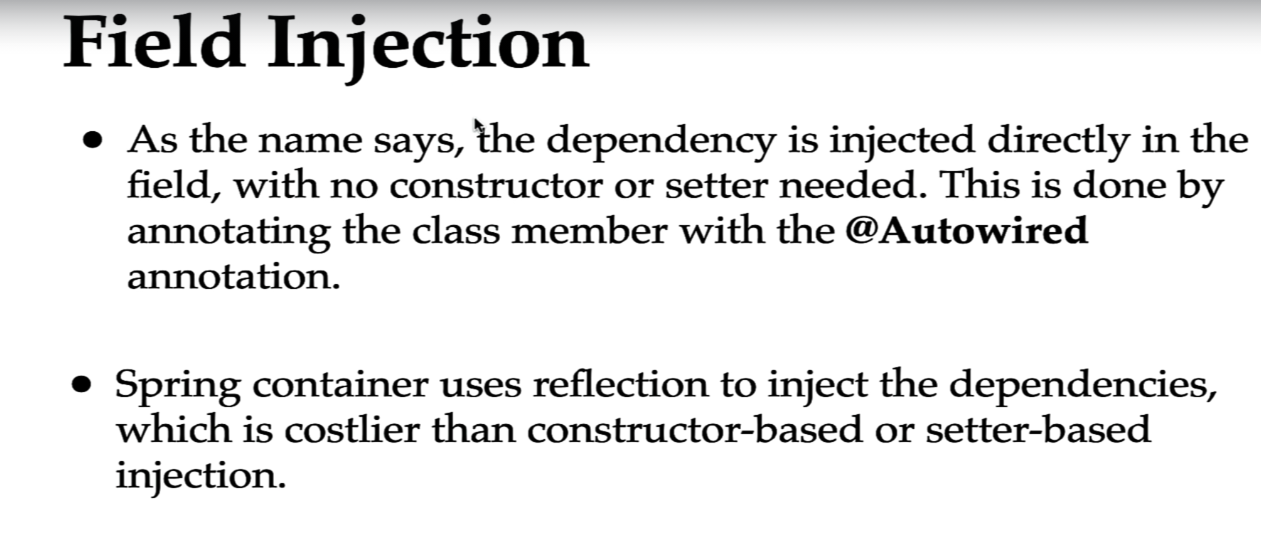 Field Injection
• As the name says, the dependency is injected directly in the
field, with no constructor or setter needed. This is done by
annotating the class member with the @Autowired
annotation.
• Spring container uses reflection to inject the dependencies,
which is costlier than constructor-based or setter-based
injection.